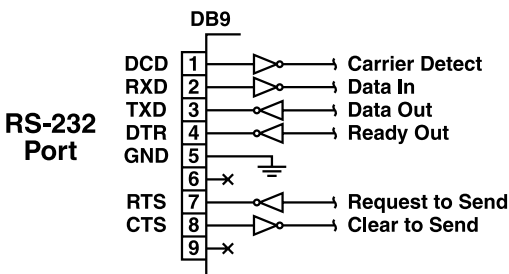 DB9
DCD 1 Carrier Detect
RXD 2 Data In
TXD 3 Data Out
DTR 4 Ready Out
GND 5
6
RTS 7 Request to Send
CTS 8 Clear to Send
9
RS-232
Port